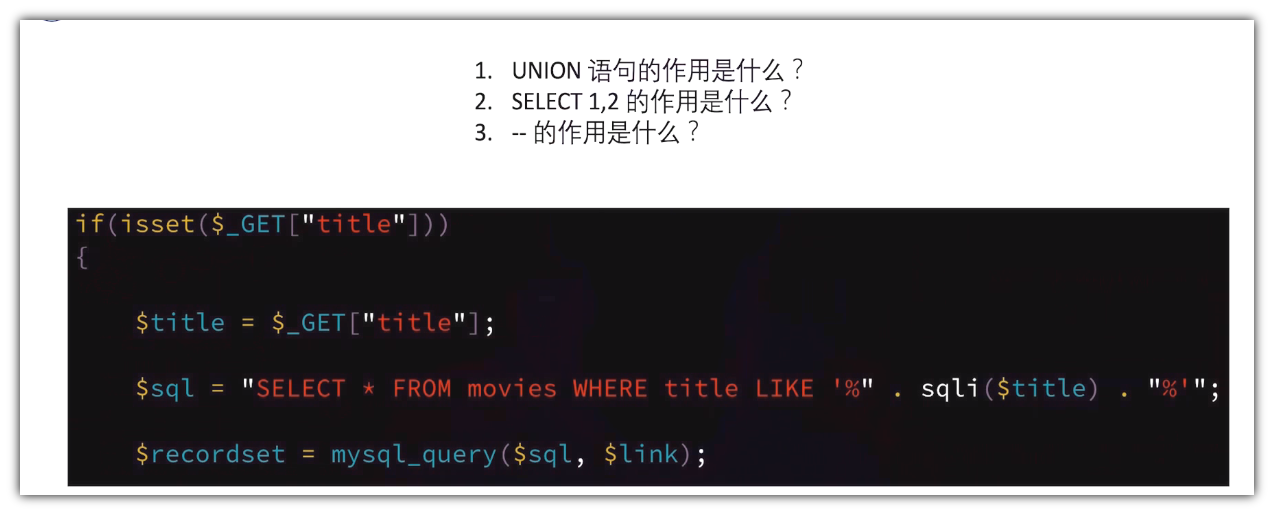 1. UNION 语句的作用是什么？
2. SELECT 1,2 的作用是什么？
3. -- 的作用是什么？
if(isset($_GET["title"]))
{
$title = $_GET["title"];
$sql = "SELECT * FROM movies WHERE title LIKE '%" . sqli($title) . "%'";
$recordset = mysql_query($sql, $link);